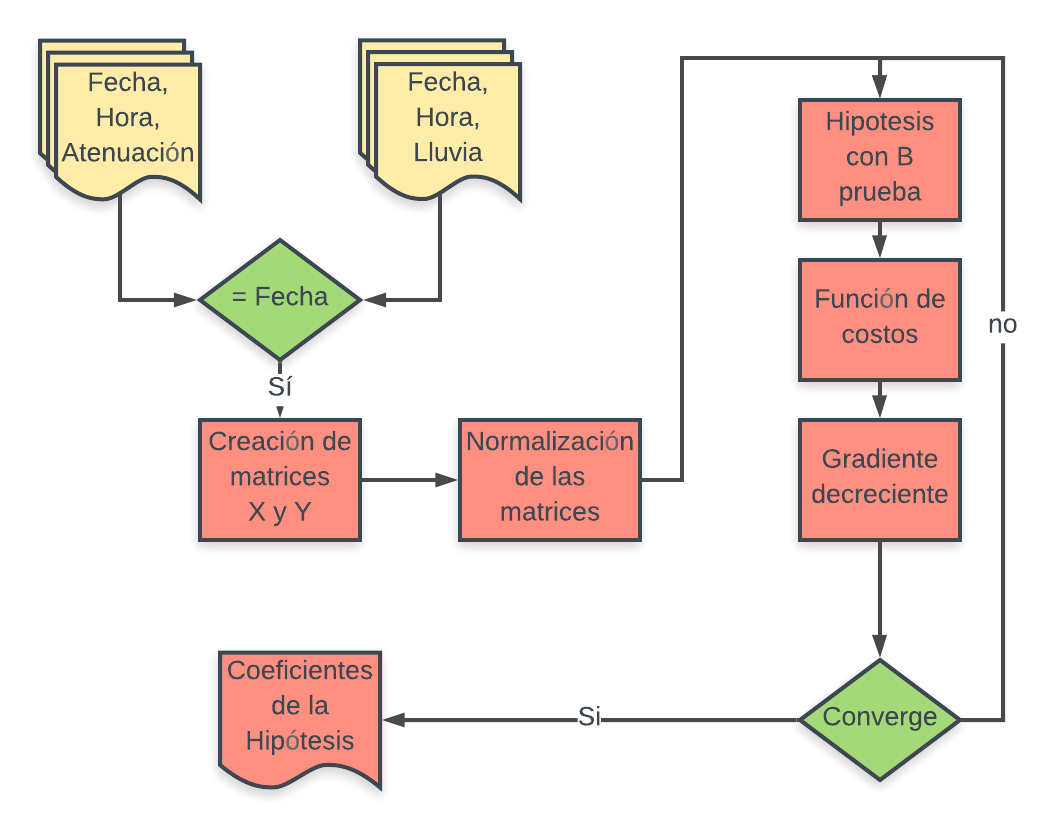 Fecha,
Hora,
Atenuación
Fecha,
Hora,
Lluvia
= Fecha
Sí
Creación de
matrices
X y Y
Normalización
de las
matrices
Hipotesis
con B
prueba
Función de
costos
Gradiente
decreciente
no
Converge
Si
Coeficientes
de la
Hipótesis